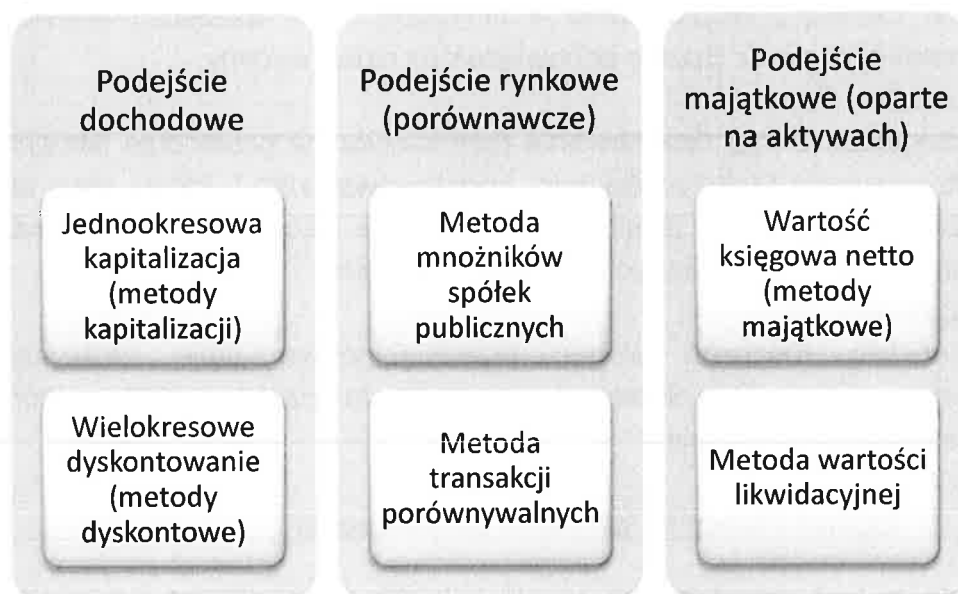 Podejście
dochodowe
Jednookresowa
kapitalizacja
(metody
kapitalizacji)
Wielokresowe
dyskontowanie
(metody
dyskontowe)
Podejście rynkowe
(porównawcze)
Metoda
mnożników
spółek
publicznych
Metoda
transakcji
porównywalnych
Podejście
majątkowe (oparte
na aktywach)
Wartość
księgowa netto
(metody
majątkowe)
Metoda wartości
likwidacyjnej